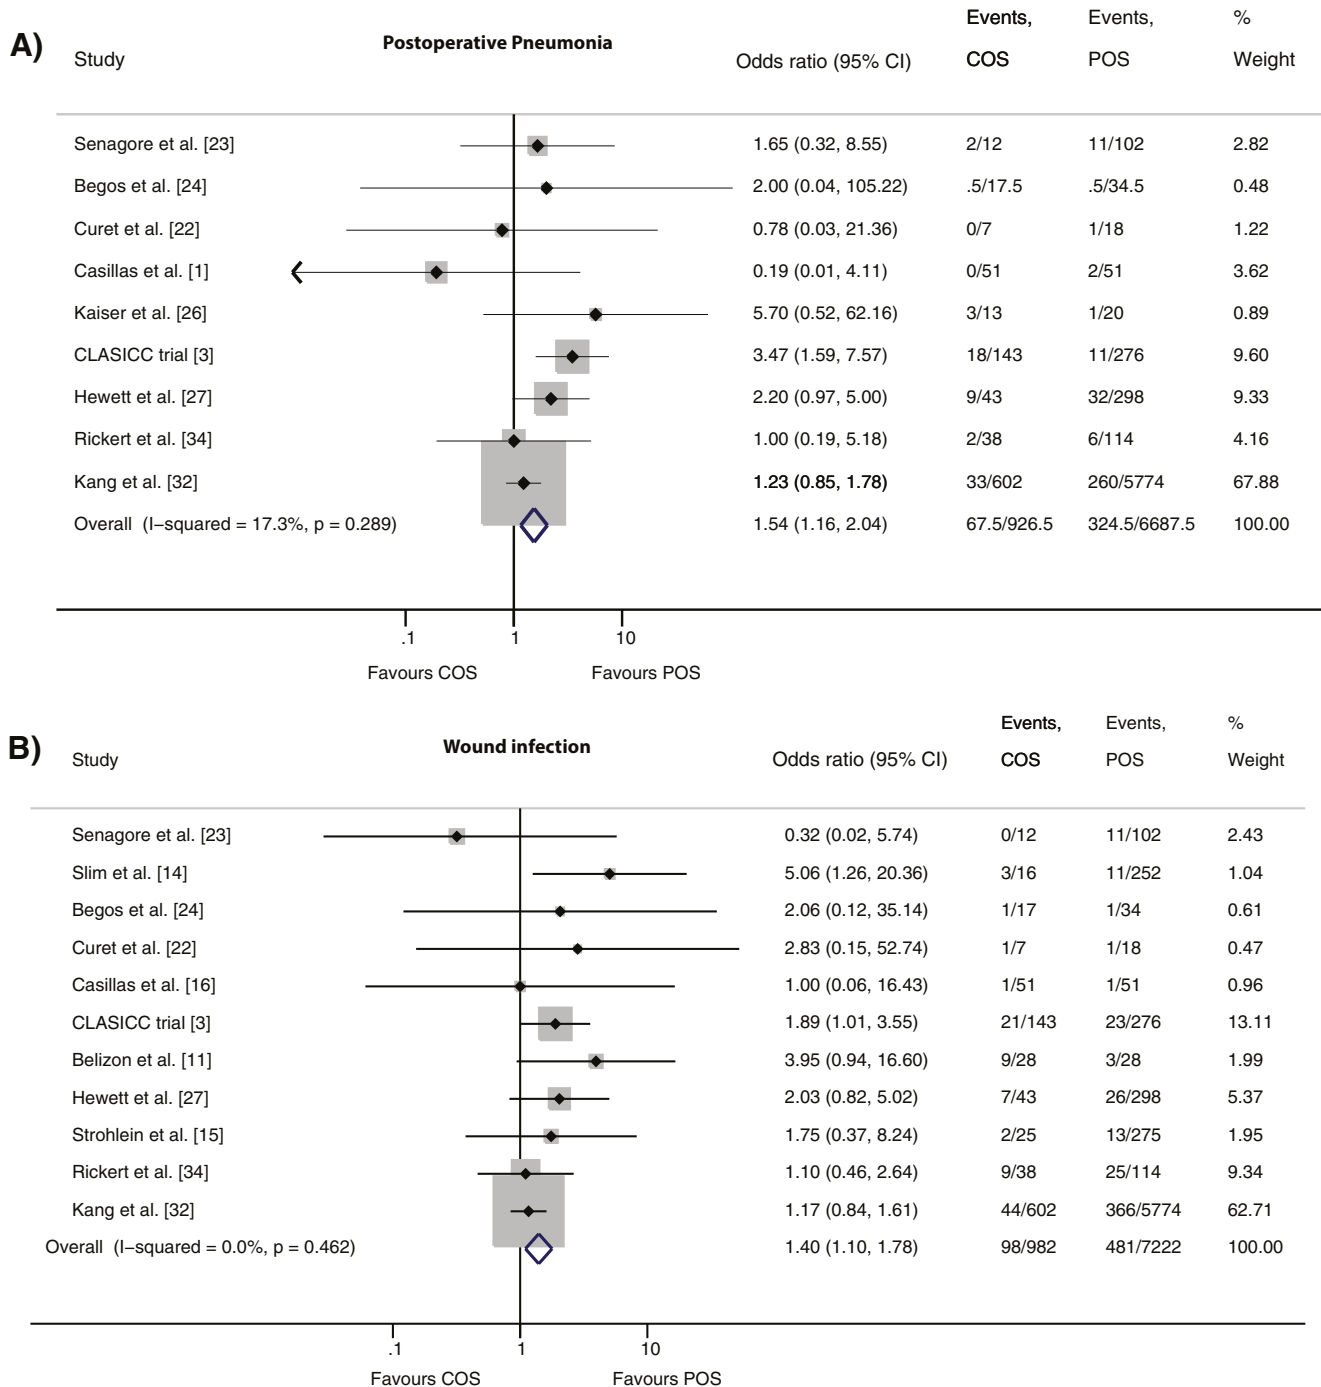 A)
Postoperative Pneumonia
Events, Events, %
Study Odds ratio (95% CI) COS POS Weight
Senagore et al. [23] 1.65 (0.32, 8.55) 2/12 11/102 2.82
Begos et al. [24] 2.00 (0.04, 105.22) .5/17.5 .5/34.5 0.48
Curet et al. [22] 0.78 (0.03, 21.36) 0/7 1/18 1.22
Casillas et al. [1] 0.19 (0.01, 4.11) 0/51 2/51 3.62
Kaiser et al. [26] 5.70 (0.52, 62.16) 3/13 1/20 0.89
CLASICC trial [3] 3.47 (1.59, 7.57) 18/143 11/276 9.60
Hewett et al. [27] 2.20 (0.97, 5.00) 9/43 32/298 9.33
Rickert et al. [34] 1.00 (0.19, 5.18) 2/38 6/114 4.16
Kang et al. [32] 1.23 (0.85, 1.78) 33/602 260/5774 67.88
Overall (I−squared = 17.3%, p = 0.289) 1.54 (1.16, 2.04) 67.5/926.5 324.5/6687.5 100.00
.1 1 10
Favours COS Favours POS
B)
Wound infection
Events, Events, %
Study Odds ratio (95% CI) COS POS Weight
Senagore et al. [23] 0.32 (0.02, 5.74) 0/12 11/102 2.43
Slim et al. [14] 5.06 (1.26, 20.36) 3/16 11/252 1.04
Begos et al. [24] 2.06 (0.12, 35.14) 1/17 1/34 0.61
Curet et al. [22] 2.83 (0.15, 52.74) 1/7 1/18 0.47
Casillas et al. [16] 1.00 (0.06, 16.43) 1/51 1/51 0.96
CLASICC trial [3] 1.89 (1.01, 3.55) 21/143 23/276 13.11
Belizon et al. [11] 3.95 (0.94, 16.60) 9/28 3/28 1.99
Hewett et al. [27] 2.03 (0.82, 5.02) 7/43 26/298 5.37
Strohlein et al. [15] 1.75 (0.37, 8.24) 2/25 13/275 1.95
Rickert et al. [34] 1.10 (0.46, 2.64) 9/38 25/114 9.34
Kang et al. [32] 1.17 (0.84, 1.61) 44/602 366/5774 62.71
Overall (I−squared = 0.0%, p = 0.462) 1.40 (1.10, 1.78) 98/982 481/7222 100.00
.1 1 10
Favours COS Favours POS